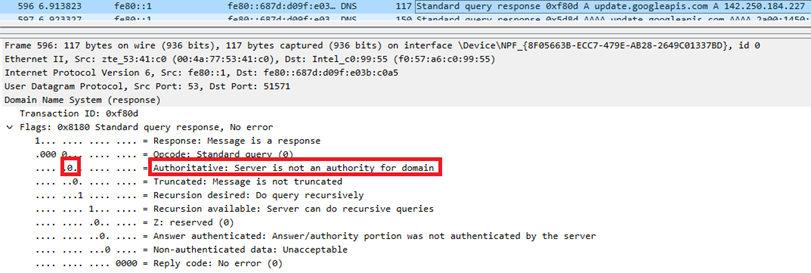 596 6.913823 fe80::1 fe80::687d:d09f:e03… DNS 117 Standard query response 0xf80d A update.googleapis.com A 142.250.184.227
597 6.923327 fe80::1 fe80::687d:d09f:e03… DNS 150 Standard query response 0x5d8d AAAA update.googleapis.com AAAA 2a00:1450:
Frame 596: 117 bytes on wire (936 bits), 117 bytes captured (936 bits) on interface \Device\NPF_{8F05663B-ECC7-479E-AB28-2649C01337BD}, id 0
Ethernet II, Src: zte_53:41:c0 (00:4a:77:53:41:c0), Dst: Intel_c0:99:55 (f0:57:a6:c0:99:55)
Internet Protocol Version 6, Src: fe80::1, Dst: fe80::687d:d09f:e03b:c0a5
User Datagram Protocol, Src Port: 53, Dst Port: 51571
Domain Name System (response)
Transaction ID: 0xf80d
Flags: 0x8180 Standard query response, No error
1... .... .... .... = Response: Message is a response
.000 0... .... .... = Opcode: Standard query (0)
.... .0.. .... .... = Authoritative: Server is not an authority for domain
.... ..0. .... .... = Truncated: Message is not truncated
.... ...1 .... .... = Recursion desired: Do query recursively
.... .... 1... .... = Recursion available: Server can do recursive queries
.... .... .0.. .... = Z: reserved (0)
.... .... ..0. .... = Answer authenticated: Answer/authority portion was not authenticated by the server
.... .... ...0 .... = Non-authenticated data: Unacceptable
.... .... .... 0000 = Reply code: No error (0)